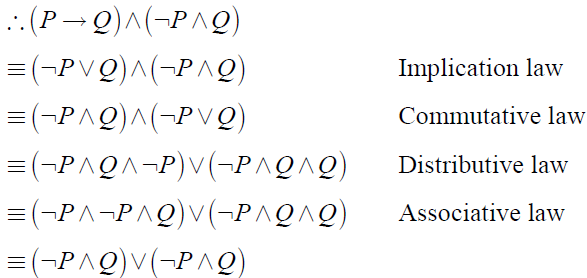 ∴(P → Q)∧(¬P∧Q)
≡(¬P∨Q)∧(¬P∧Q) Implication law
≡(¬P∧Q)∧(¬P∨Q) Commutative law
≡(¬P∧Q∧¬P)∨(¬P∧Q∧Q) Distributive law
≡(¬P∧¬P∧Q)∨(¬P∧Q∧Q) Associative law
≡(¬P∧Q)∨(¬P∧Q)